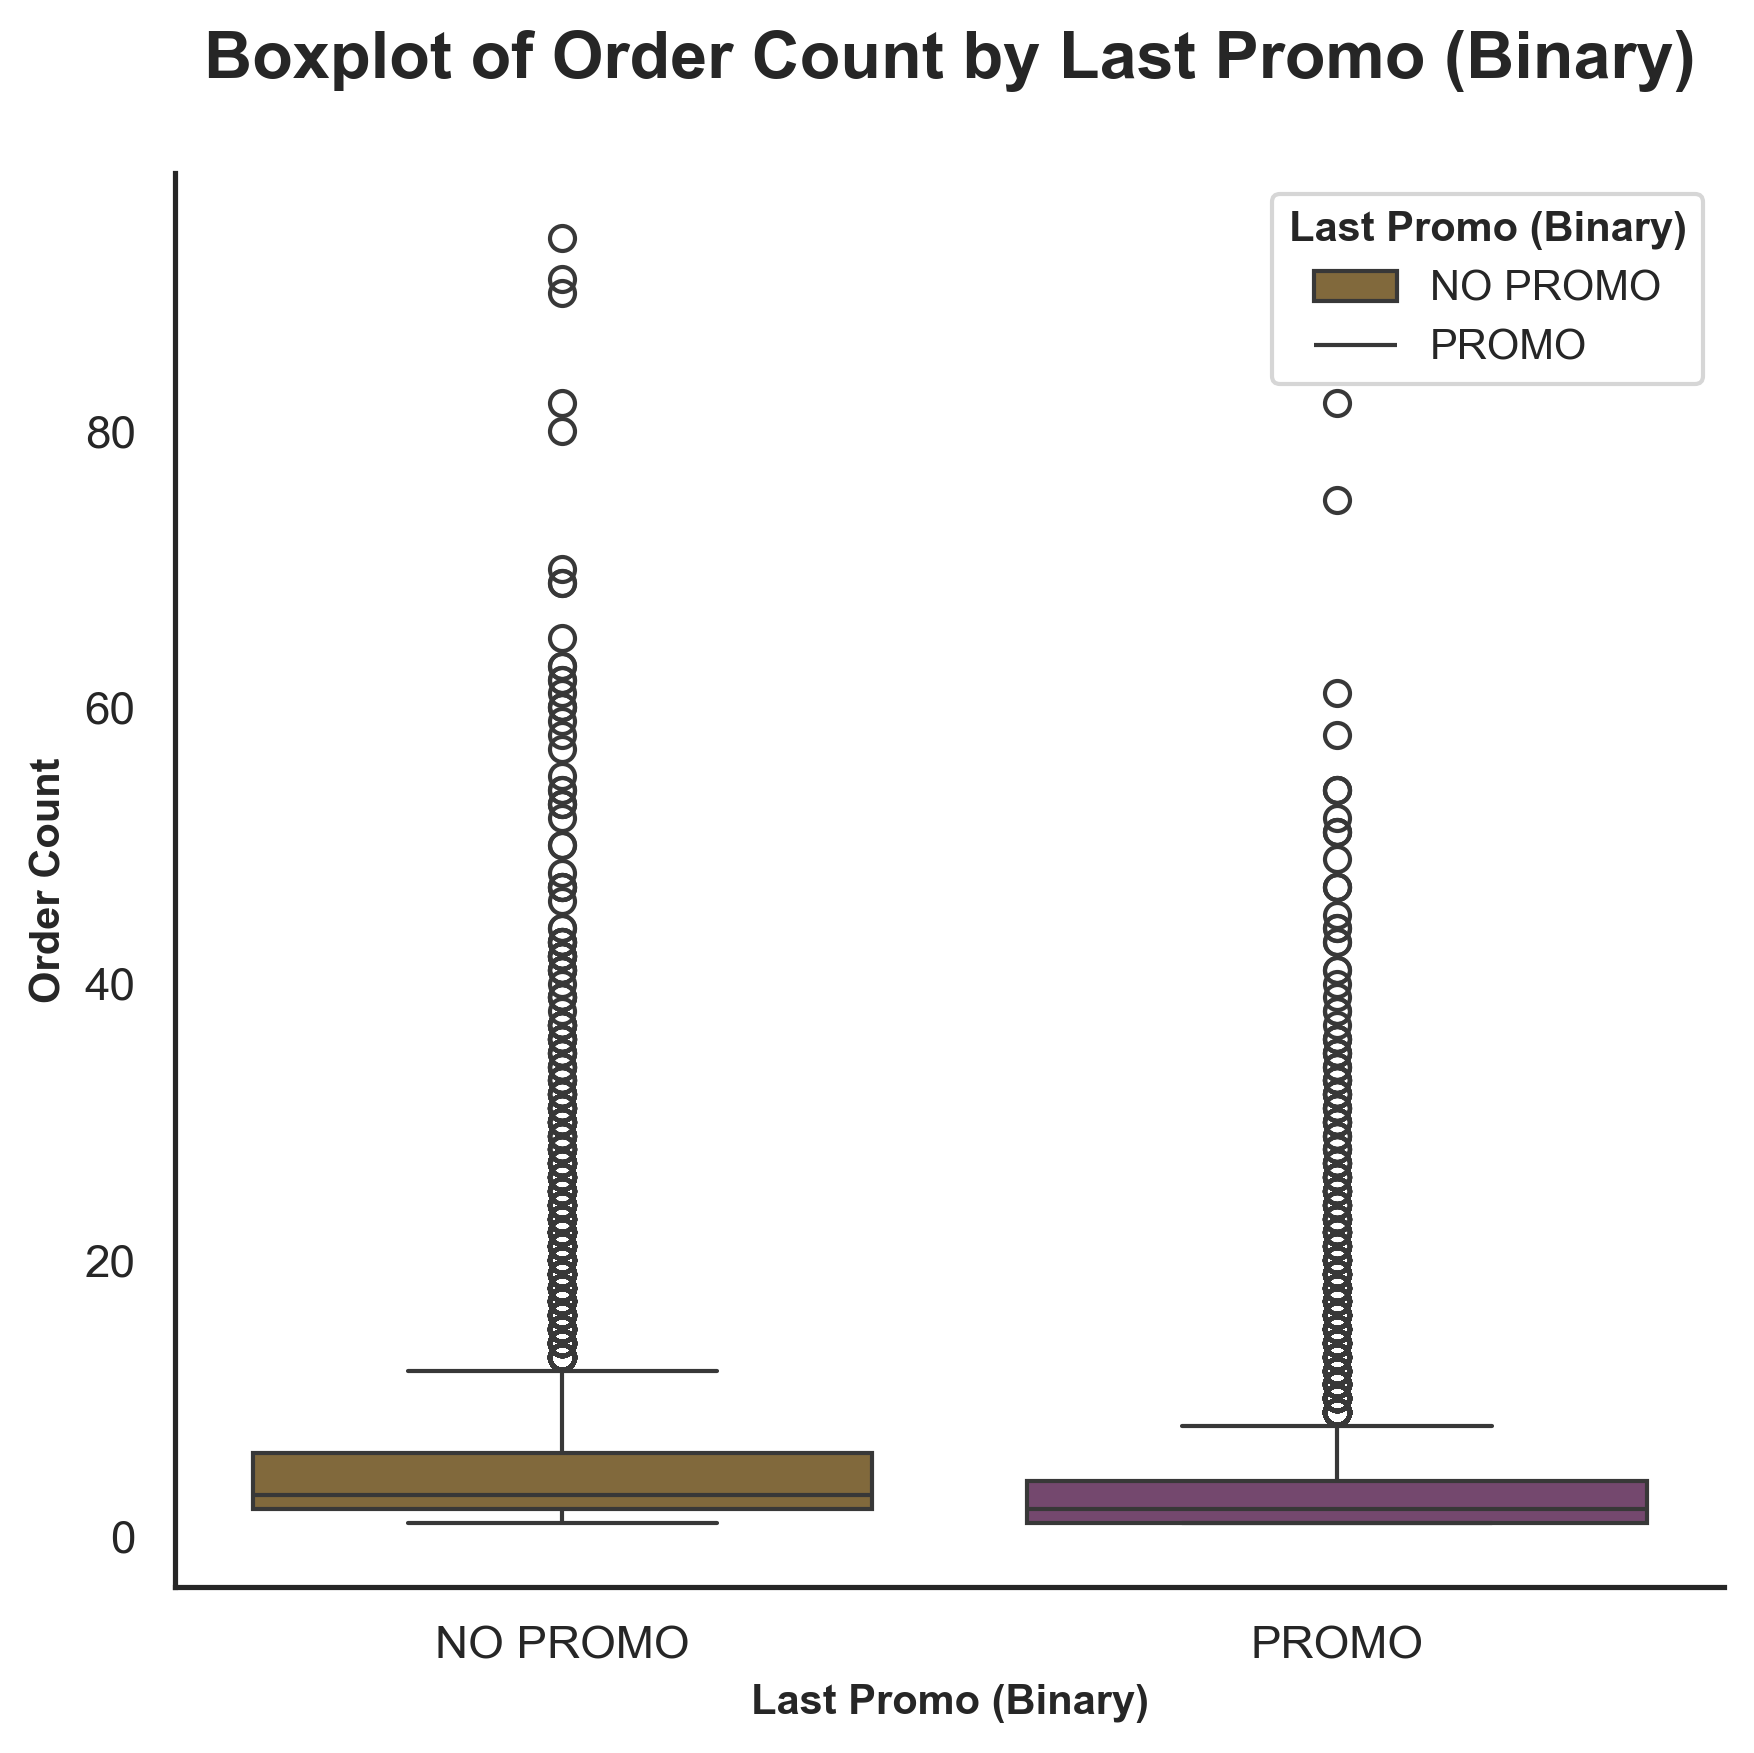 Boxplot of Order Count by Last Promo (Binary)
Last Promo (Binary)
NO PROMO
PROMO
80
60
40
20
0
Order Count
NO PROMO
PROMO
Last Promo (Binary)